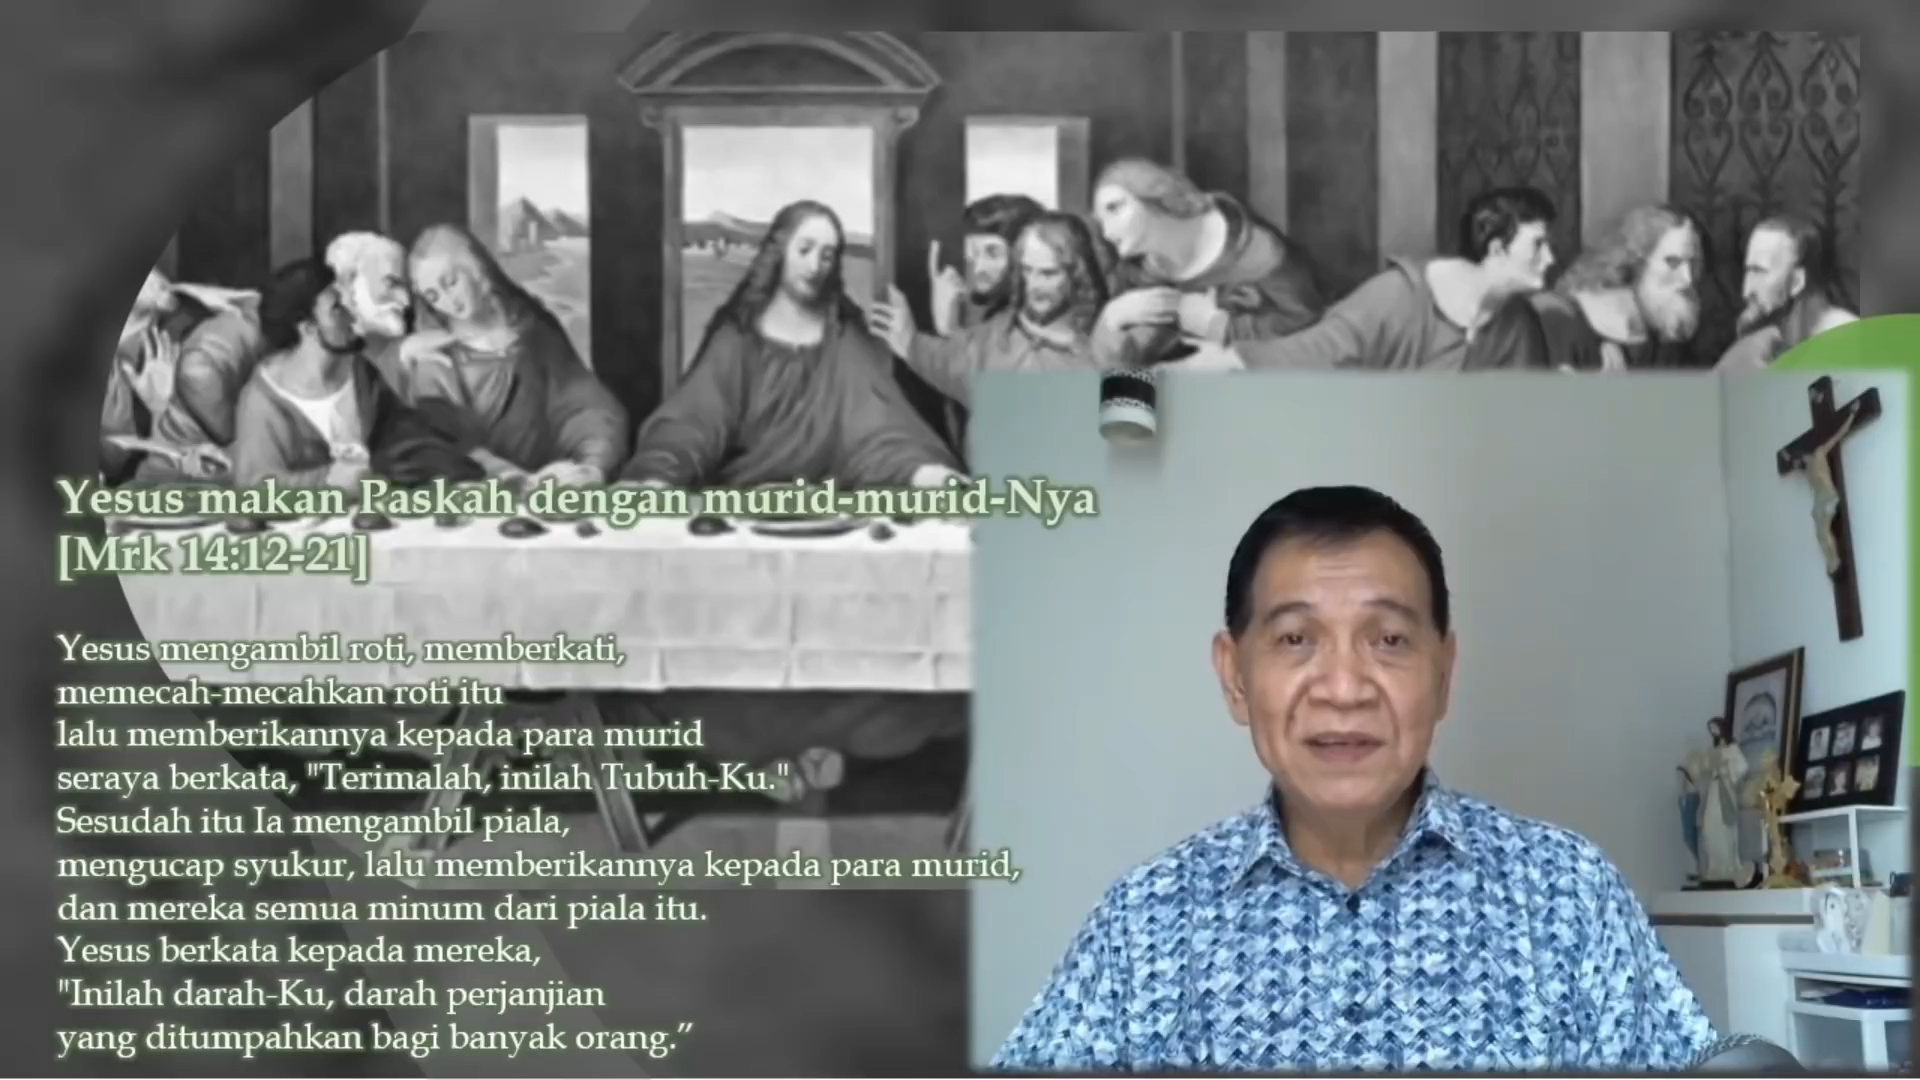 Yesus makan Paskah dengan murid-murid-Nya
[Mrk 14:12-21]
Yesus mengambil roti, memberkati,
memecah-mecahkan roti itu
lalu memberikannya kepada para murid
seraya berkata, "Terimalah, inilah Tubuh-Ku."
Sesudah itu Ia mengambil piala,
mengucap syukur, lalu memberikannya kepada para murid,
dan mereka semua minum dari piala itu.
Yesus berkata kepada mereka,
"Inilah darah-Ku, darah perjanjian
yang ditumpahkan bagi banyak orang.”